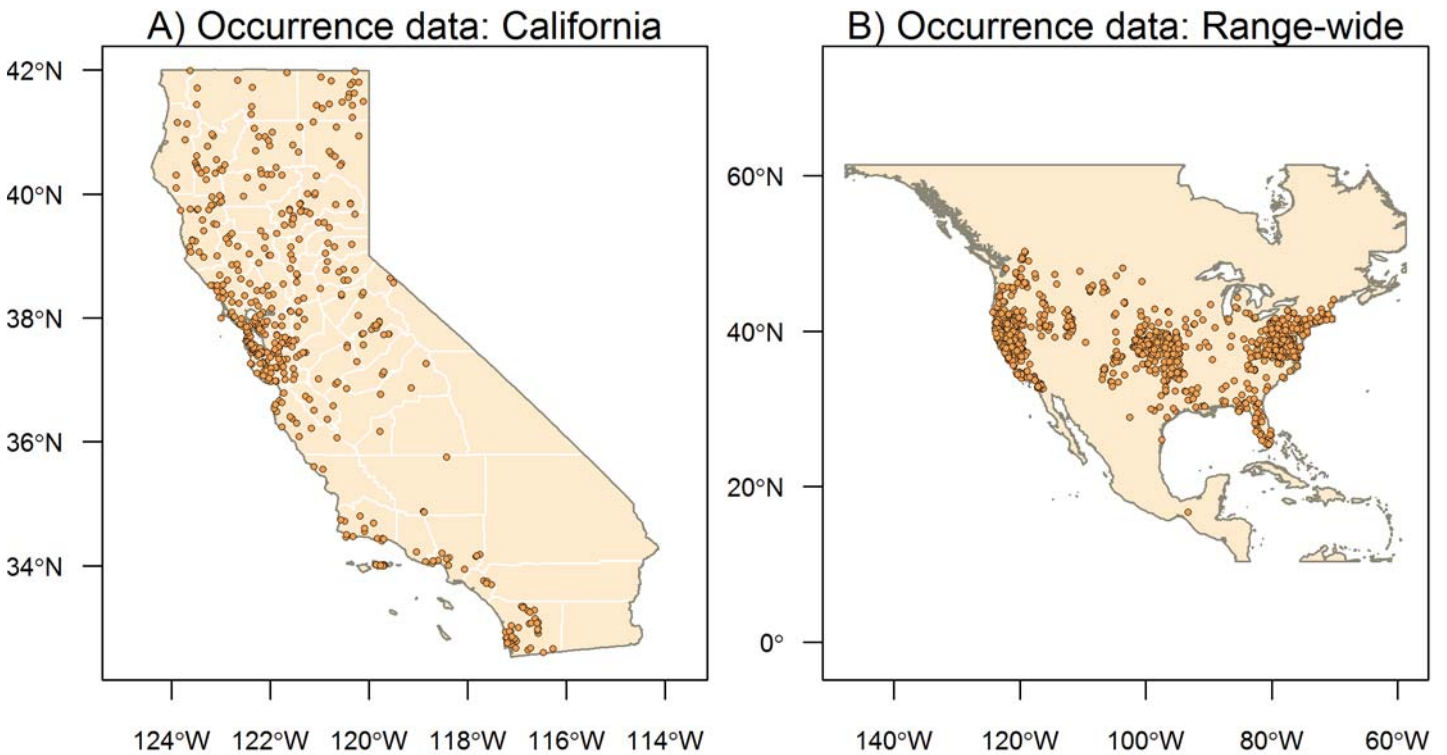 A) Occurrence data: California
42°N
40°N
38°N
36°N
34°N
124°W 122°W 120°W 118°W 116°W 114°W
B) Occurrence data: Range-wide
60°N
40°N
20°N
0°
140°W 120°W 100°W 80°W 60°W